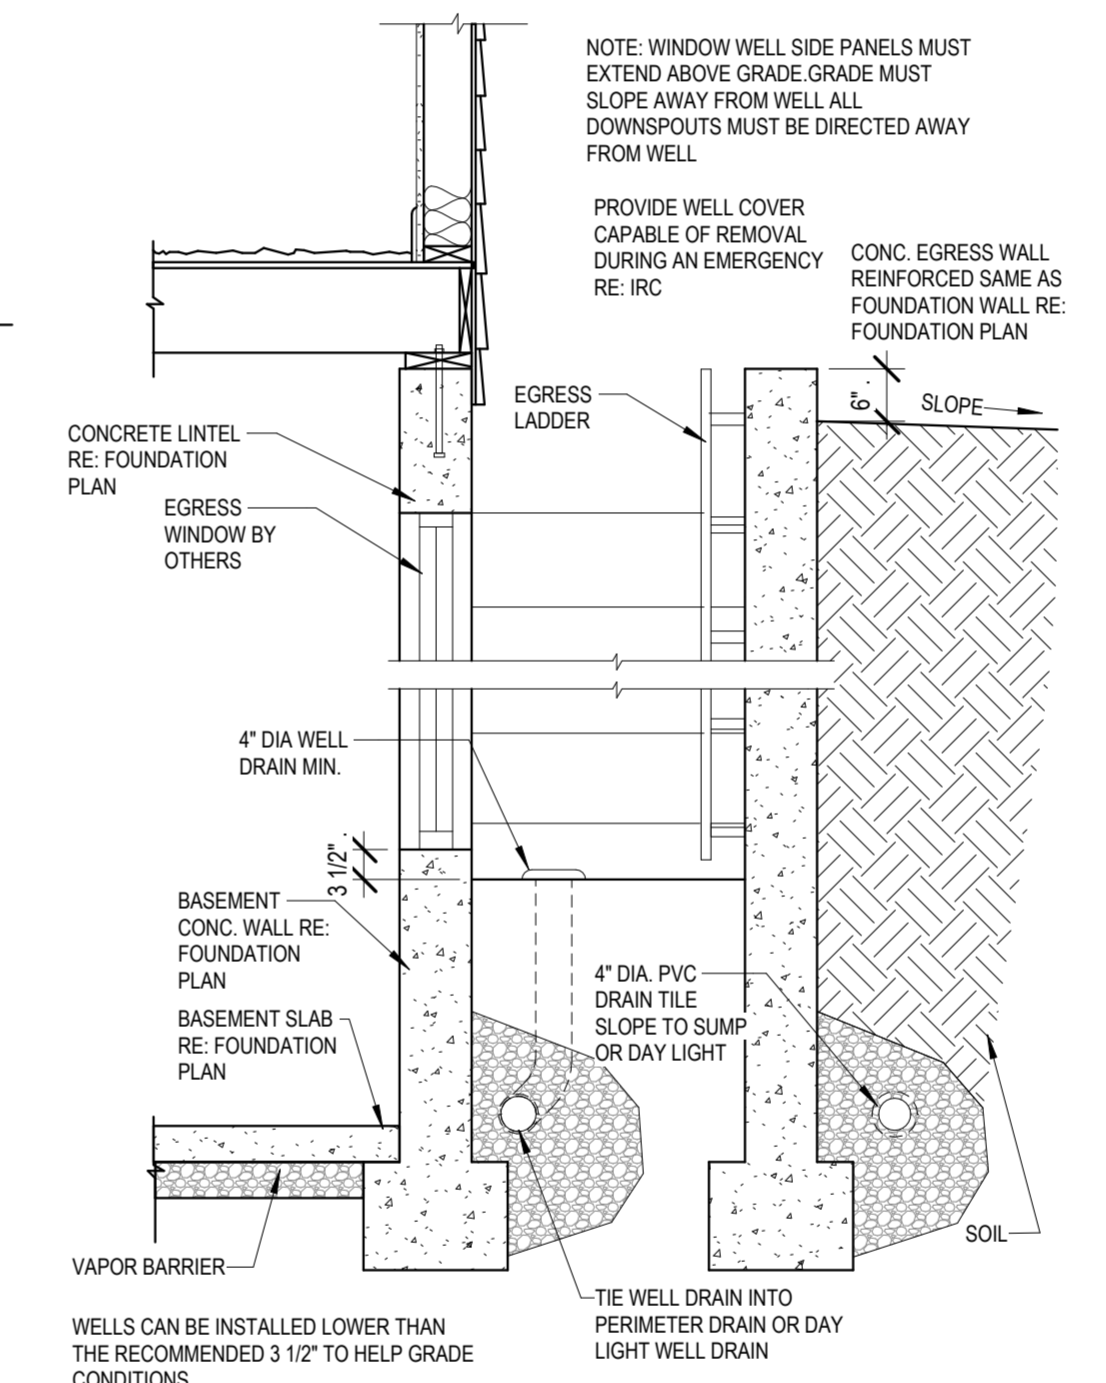 NOTE: WINDOW WELL SIDE PANELS MUST
EXTEND ABOVE GRADE.GRADE MUST
SLOPE AWAY FROM WELL ALL
DOWNSPOUTS MUST BE DIRECTED AWAY
FROM WELL
PROVIDE WELL COVER
CAPABLE OF REMOVAL
DURING AN EMERGENCY
RE: IRC
CONC. EGRESS WALL
REINFORCED SAME AS
FOUNDATION WALL RE:
FOUNDATION PLAN
6"
SLOPE
EGRESS
LADDER
CONCRETE LINTEL
RE: FOUNDATION
PLAN
EGRESS
WINDOW BY
OTHERS
4" DIA WELL
DRAIN MIN.
3 1/2"
BASEMENT
CONC. WALL RE:
FOUNDATION
PLAN
4" DIA. PVC
DRAIN TILE
SLOPE TO SUMP
OR DAY LIGHT
BASEMENT SLAB
RE: FOUNDATION
PLAN
SOIL
VAPOR BARRIER
TIE WELL DRAIN INTO
PERIMETER DRAIN OR DAY
LIGHT WELL DRAIN
WELLS CAN BE INSTALLED LOWER THAN
THE RECOMMENDED 3 1/2" TO HELP GRADE
CONDITIONS